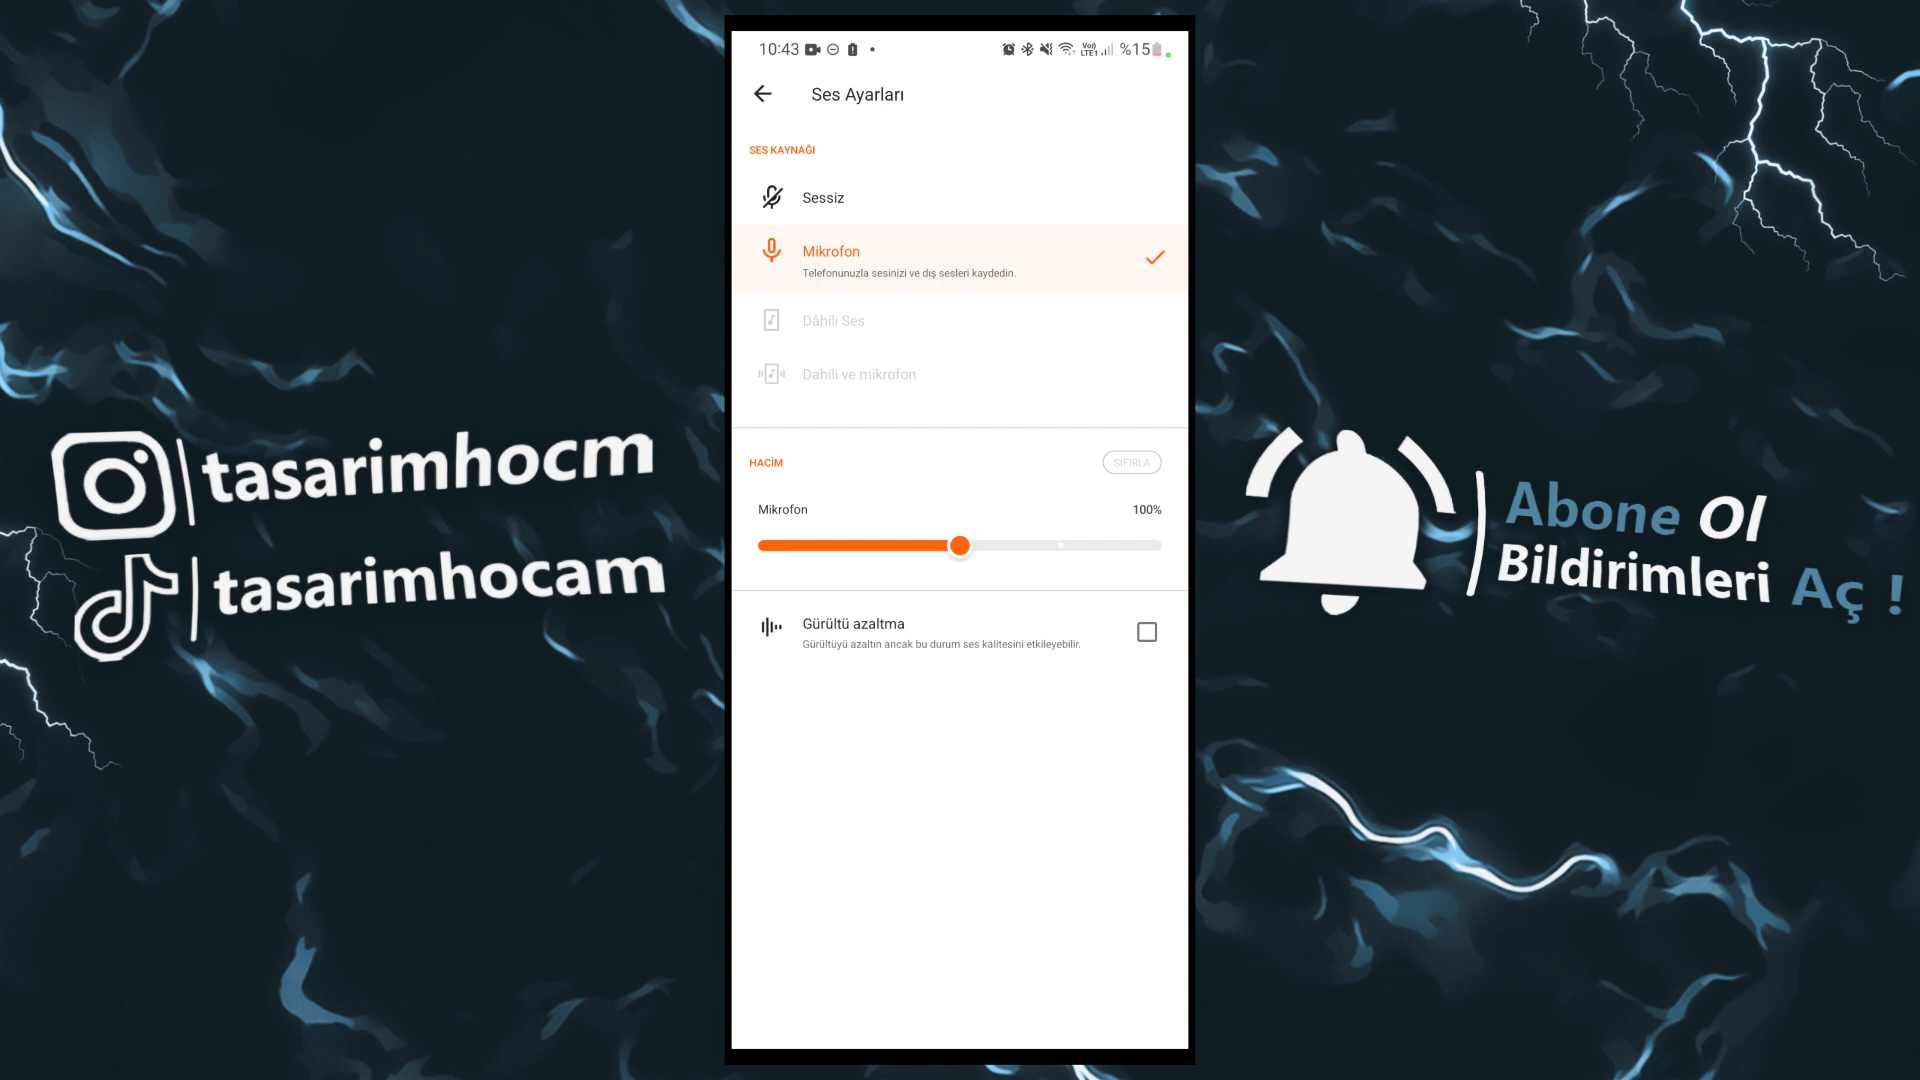 10:43
Vo))
LTE1
%15
Ses Ayarları
SES KAYNAĞI
Sessiz
Mikrofon
Telefonunuzla sesinizi ve dış sesleri kaydedin.
Dâhili Ses
Dahili ve mikrofon
HACİM
SIFIRLA
Mikrofon
100%
Gürültü azaltma
Gürültüyü azaltın ancak bu durum ses kalitesini etkileyebilir.
tasarimhocm
tasarimhocam
Abone Ol
Bildirimleri Aç !